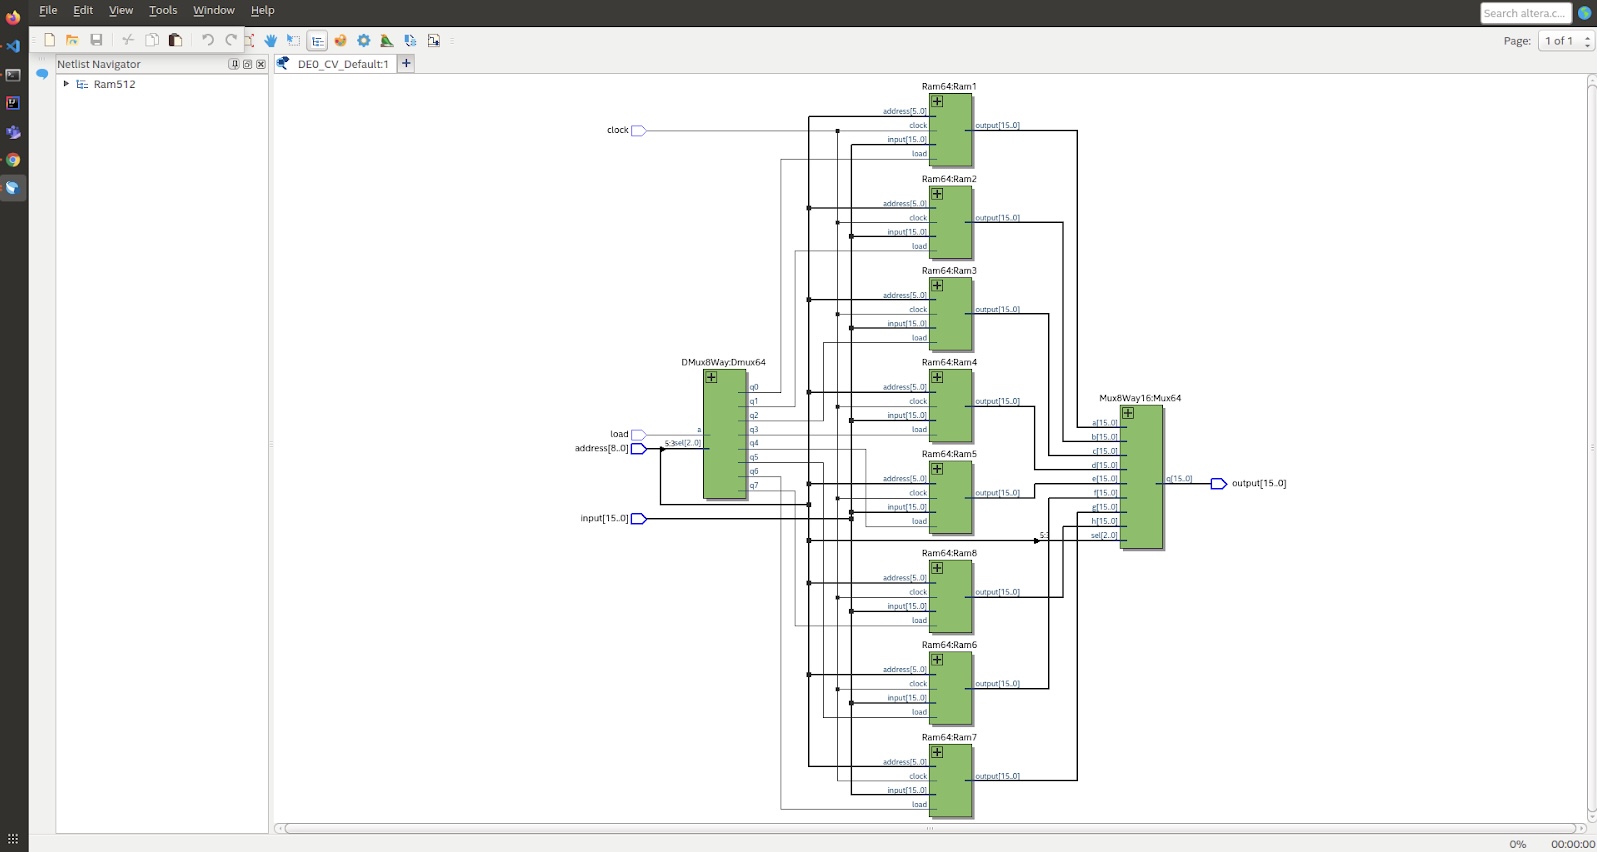 File Edit View Tools Window Help
Search altera.c...
Page: 1 of 1
Netlist Navigator
DE0_CV_Default:1
Ram512
Ram64:Ram1
address[5..0]
clock
input[15..0]
load
output[15..0]
clock
Ram64:Ram2
address[5..0]
clock
input[15..0]
load
output[15..0]
Ram64:Ram3
address[5..0]
clock
input[15..0]
load
output[15..0]
DMux8Way:Dmux64
q0
q1
q2
q3
q4
q5
q6
q7
a
5:3
sel[2..0]
load
address[8..0]
input[15..0]
Ram64:Ram4
address[5..0]
clock
input[15..0]
load
output[15..0]
Ram64:Ram5
address[5..0]
clock
input[15..0]
load
output[15..0]
Mux8Way16:Mux64
a[15..0]
b[15..0]
c[15..0]
d[15..0]
e[15..0]
f[15..0]
g[15..0]
h[15..0]
5:3
sel[2..0]
q[15..0]
output[15..0]
Ram64:Ram8
address[5..0]
clock
input[15..0]
load
output[15..0]
Ram64:Ram6
address[5..0]
clock
input[15..0]
load
output[15..0]
Ram64:Ram7
address[5..0]
clock
input[15..0]
load
output[15..0]
0% 00:00:00